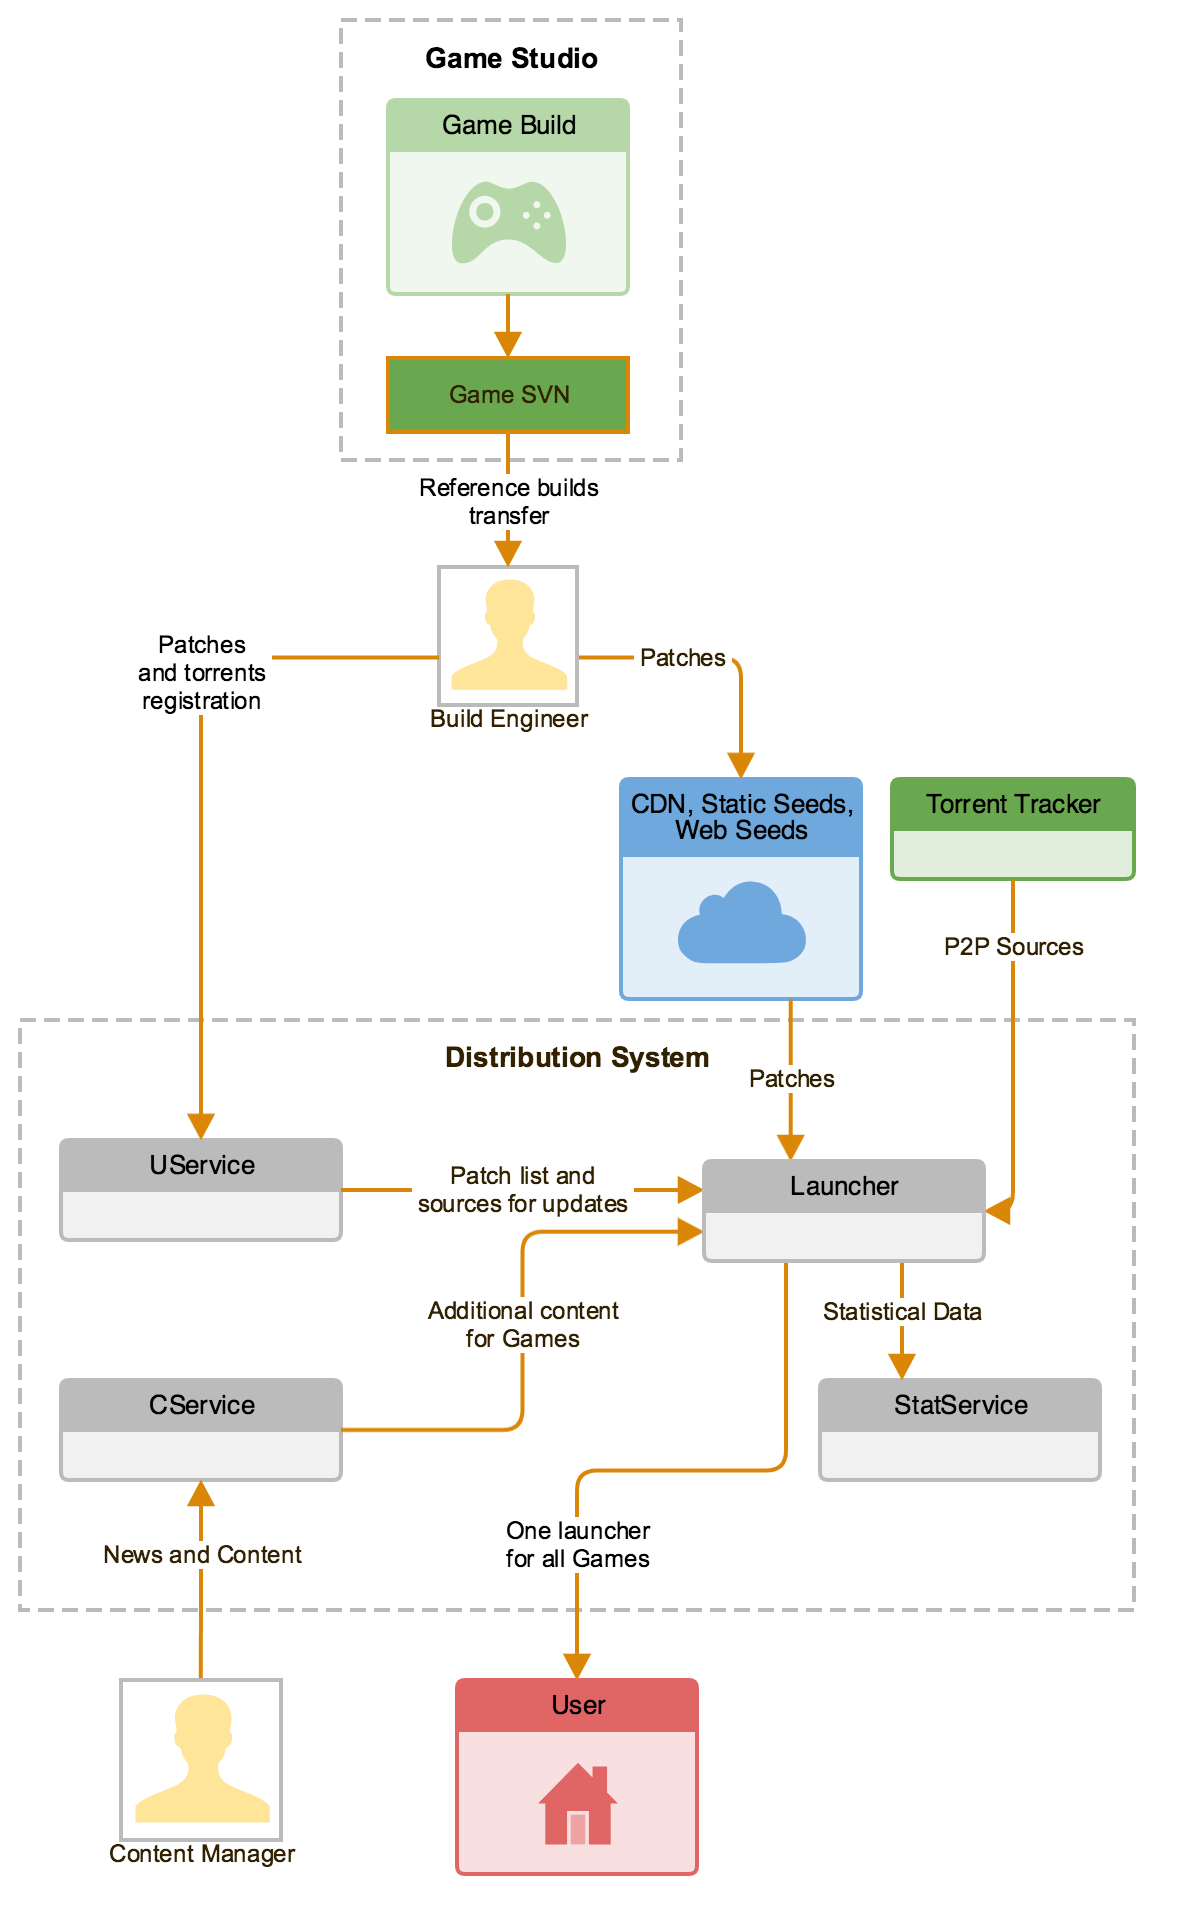 Game Studio
Game Build
Game SVN
Reference builds
transfer
Patches
and torrents
registration
Patches
Build Engineer
CDN, Static Seeds,
Web Seeds
Torrent Tracker
P2P Sources
Distribution System
Patches
UService
Patch list and
sources for updates
Launcher
Additional content
for Games
Statistical Data
CService
StatService
One launcher
for all Games
News and Content
User
Content Manager